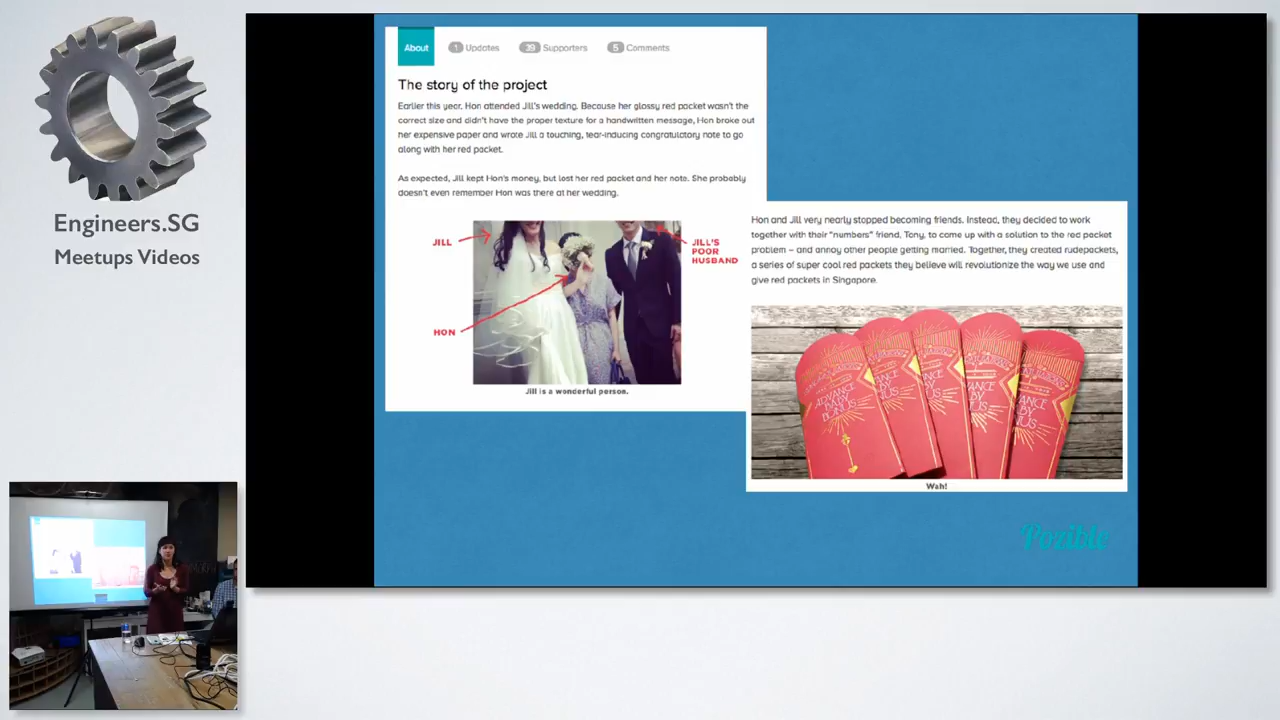 Engineers.SG
Meetups Videos
About
1 Updates
39 Supporters
5 Comments
The story of the project
Earlier this year, Hon attended Jill's wedding. Because her glossy red packet wasn't the
correct size and didn't have the proper texture for a handwritten message, Hon broke out
her expensive paper and wrote Jill a touching, tear-inducing congratulatory note to go
along with her red packet.
As expected, Jill kept Hon's money, but lost her red packet and her note. She probably
doesn't even remember Hon was there at her wedding.
JILL
JILL'S
POOR
HUSBAND
HON
Jill is a wonderful person.
Hon and Jill very nearly stopped becoming friends. Instead, they decided to work
together with their "numbers" friend, Tony, to come up with a solution to the red packet
problem – and annoy other people getting married. Together, they created rudepackets,
a series of super cool red packets they believe will revolutionize the way we use and
give red packets in Singapore.
ADVANCE
BABY
BONUS
Wah!
Pozible